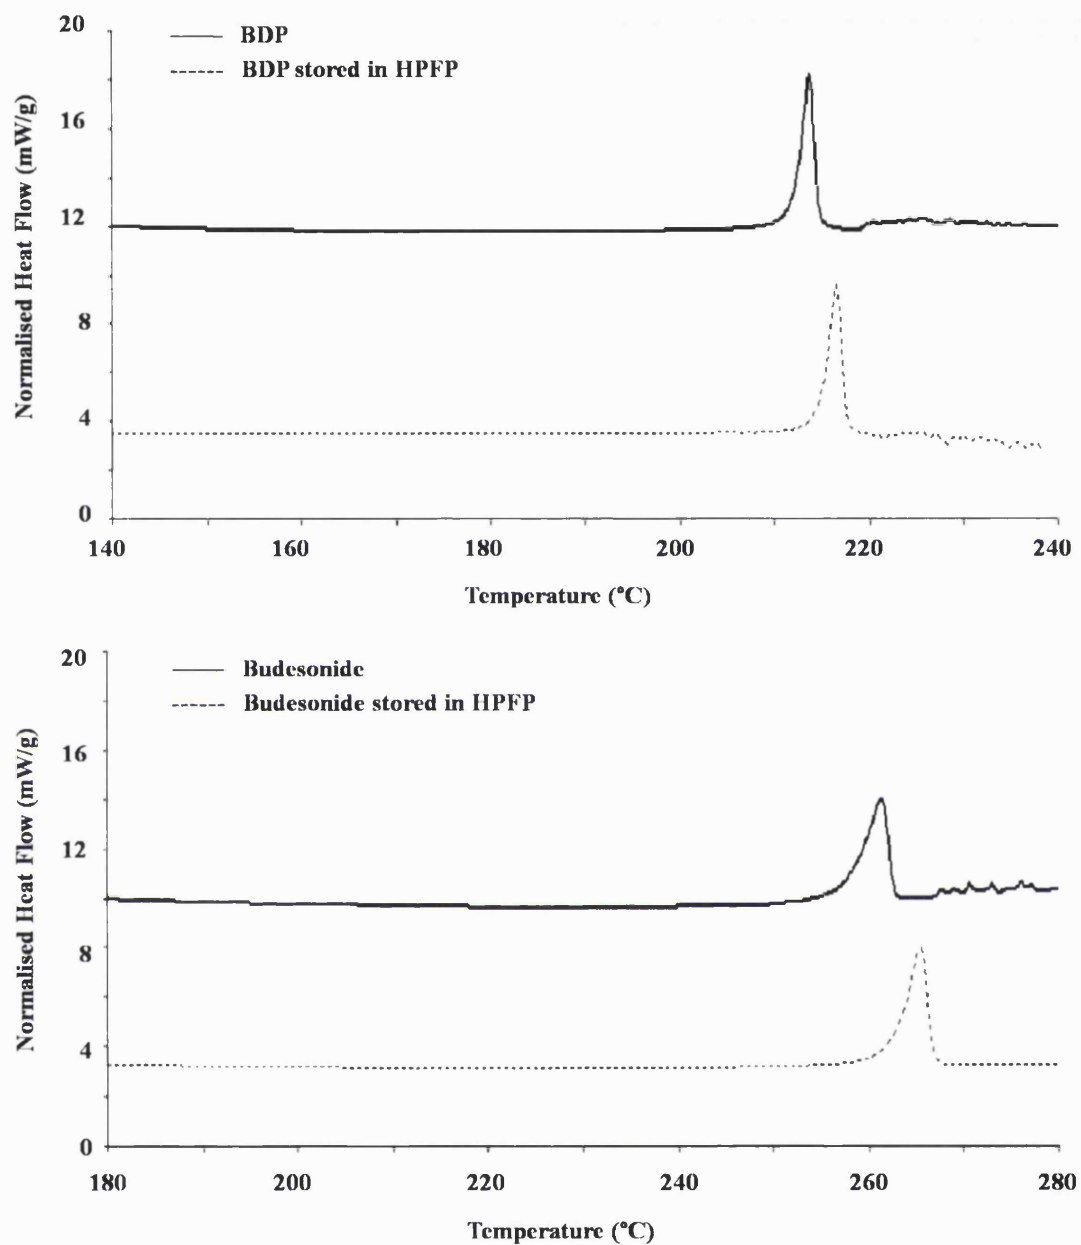 20
BDP
BDP stored in HPFP
16
12
8
4
0
Normalised Heat Flow (mW/g)
140 160 180 200 220 240
Temperature (°C)
20
Budesonide
Budesonide stored in HPFP
16
12
8
4
0
Normalised Heat Flow (mW/g)
180 200 220 240 260 280
Temperature (°C)